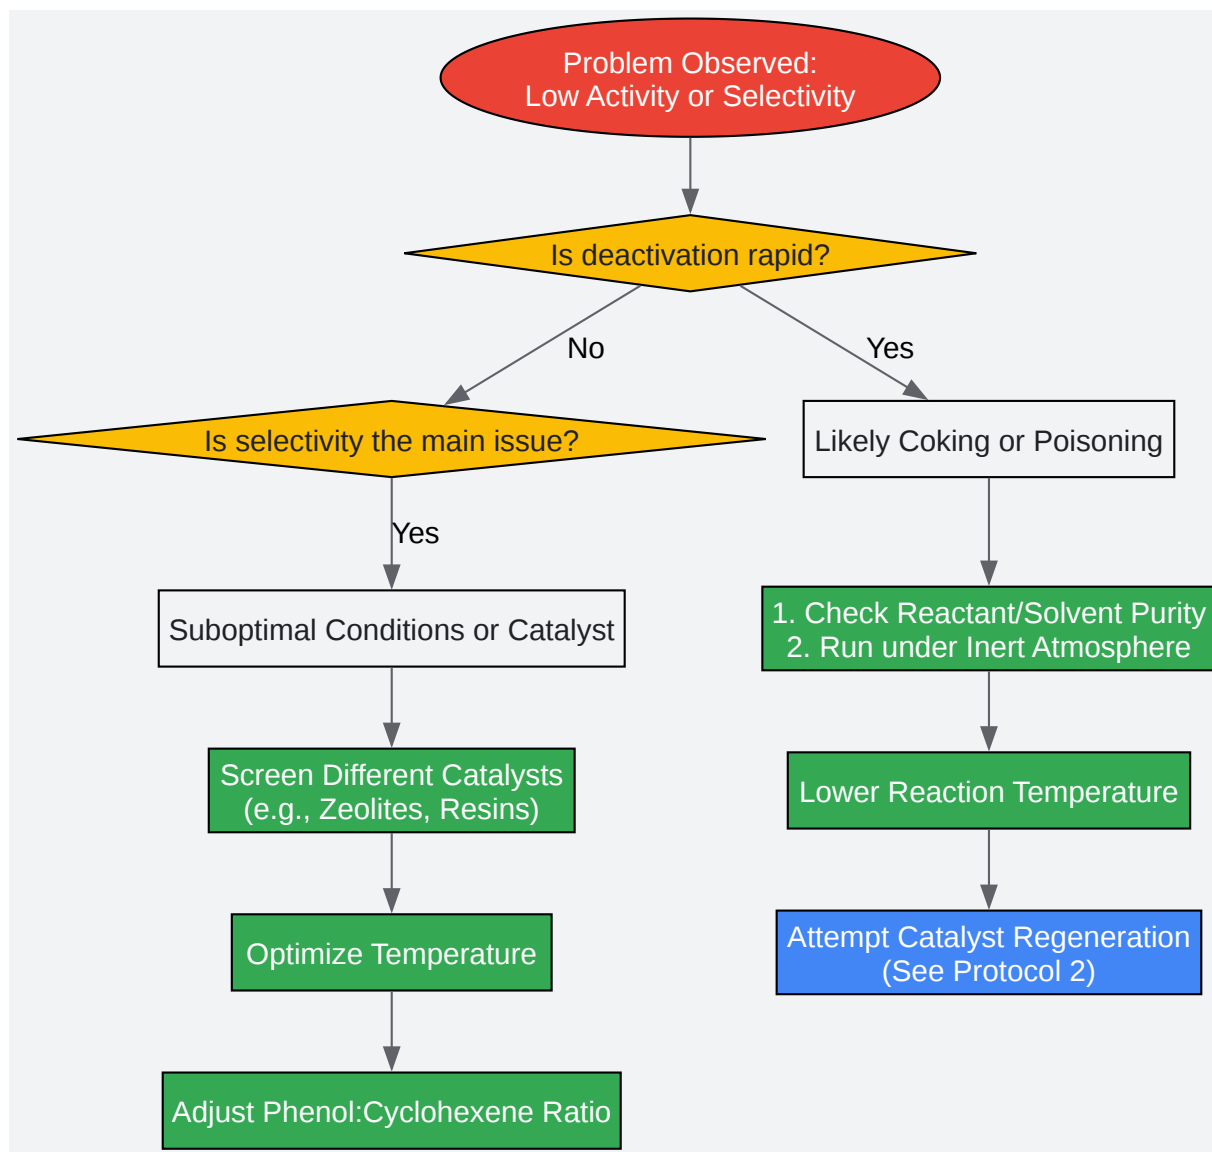 Problem Observed:
Low Activity or Selectivity
Is deactivation rapid?
No
Yes
Is selectivity the main issue?
Likely Coking or Poisoning
Yes
Suboptimal Conditions or Catalyst
1. Check Reactant/Solvent Purity
2. Run under Inert Atmosphere
Screen Different Catalysts
(e.g., Zeolites, Resins)
Lower Reaction Temperature
Optimize Temperature
Attempt Catalyst Regeneration
(See Protocol 2)
Adjust Phenol:Cyclohexene Ratio